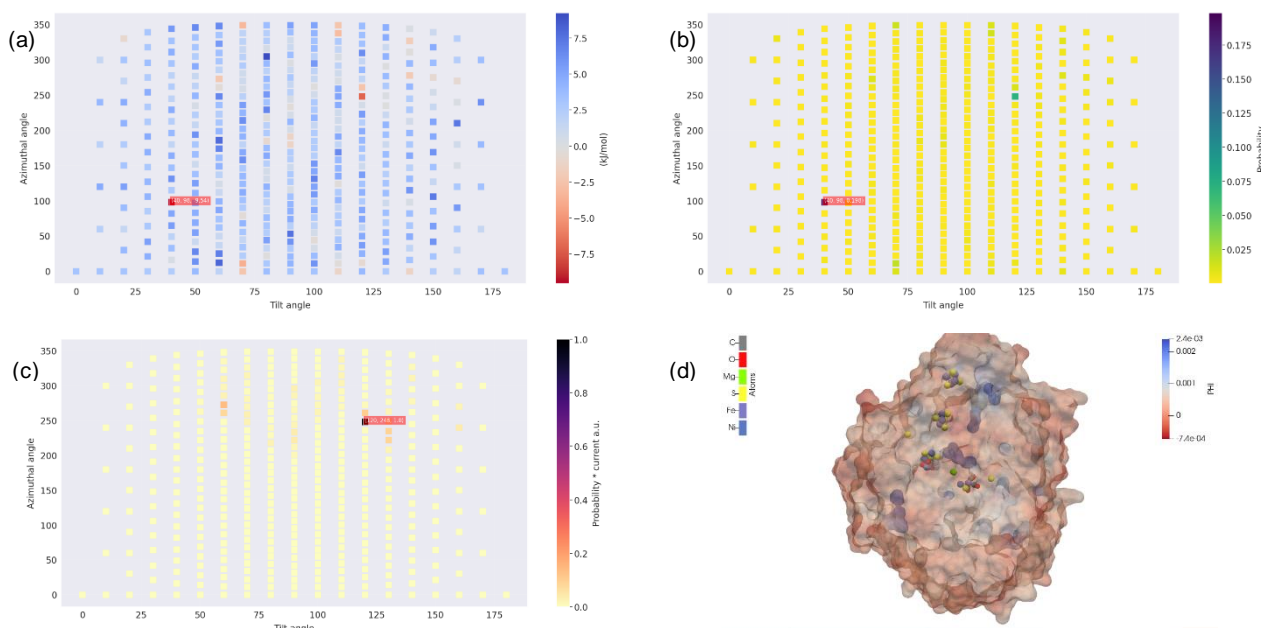 (a)
350
300
250
200
150
100
50
0
Azimuthal angle
0 25 50 75 100 125 150 175
Tilt angle
7.5
5.0
2.5
0.0
−2.5
−5.0
−7.5
(kJ/mol)
(b)
350
300
250
200
150
100
50
0
Azimuthal angle
0 25 50 75 100 125 150 175
Tilt angle
0.175
0.150
0.125
0.100
0.075
0.050
0.025
Probability
(c)
350
300
250
200
150
100
50
0
Azimuthal angle
0 25 50 75 100 125 150 175
Tilt angle
1.0
0.8
0.6
0.4
0.2
0.0
Probability * current a.u.
(d)
C
O
Mg
S
Fe
Ni
Atoms
2.4e-03
0.002
0.001
0
-7.4e-04
PHI